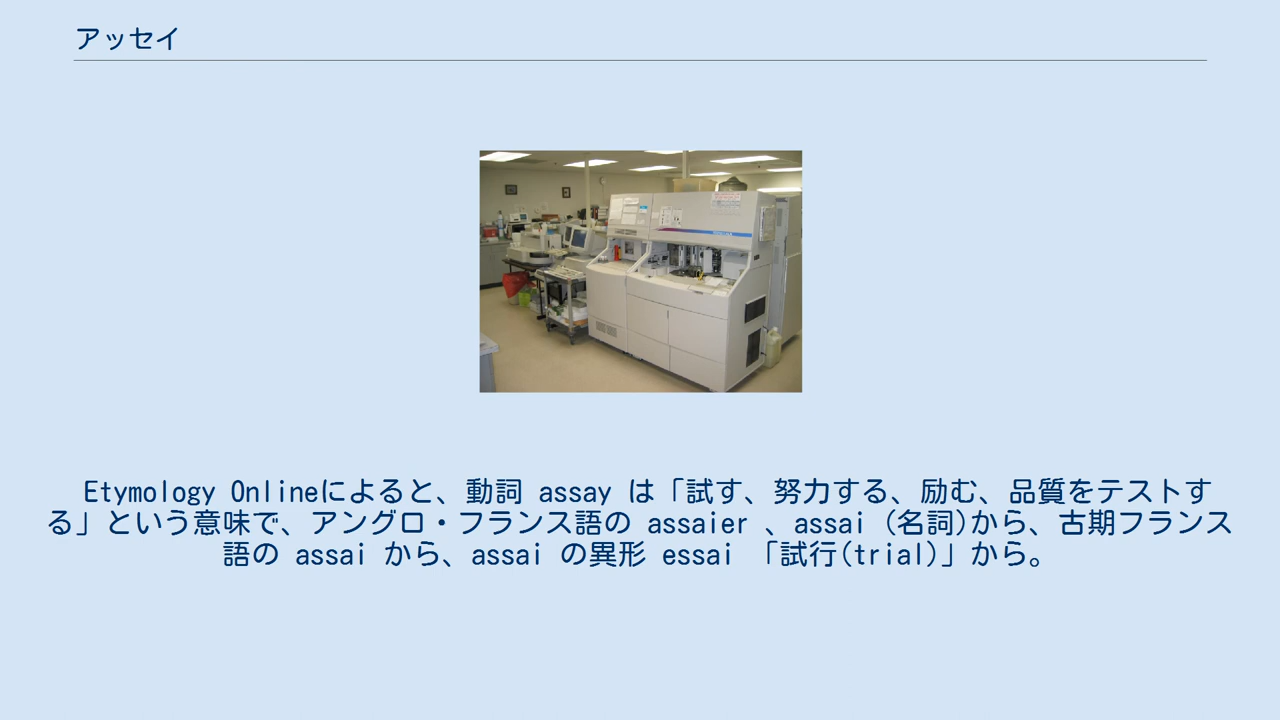 アッセイ
Etymology Onlineによると、動詞 assay は「試す、努力する、励む、品質をテストす
る」という意味で、アングロ・フランス語の assaier 、assai (名詞)から、古期フランス
語の assai から、assai の異形 essai 「試行(trial)」から。